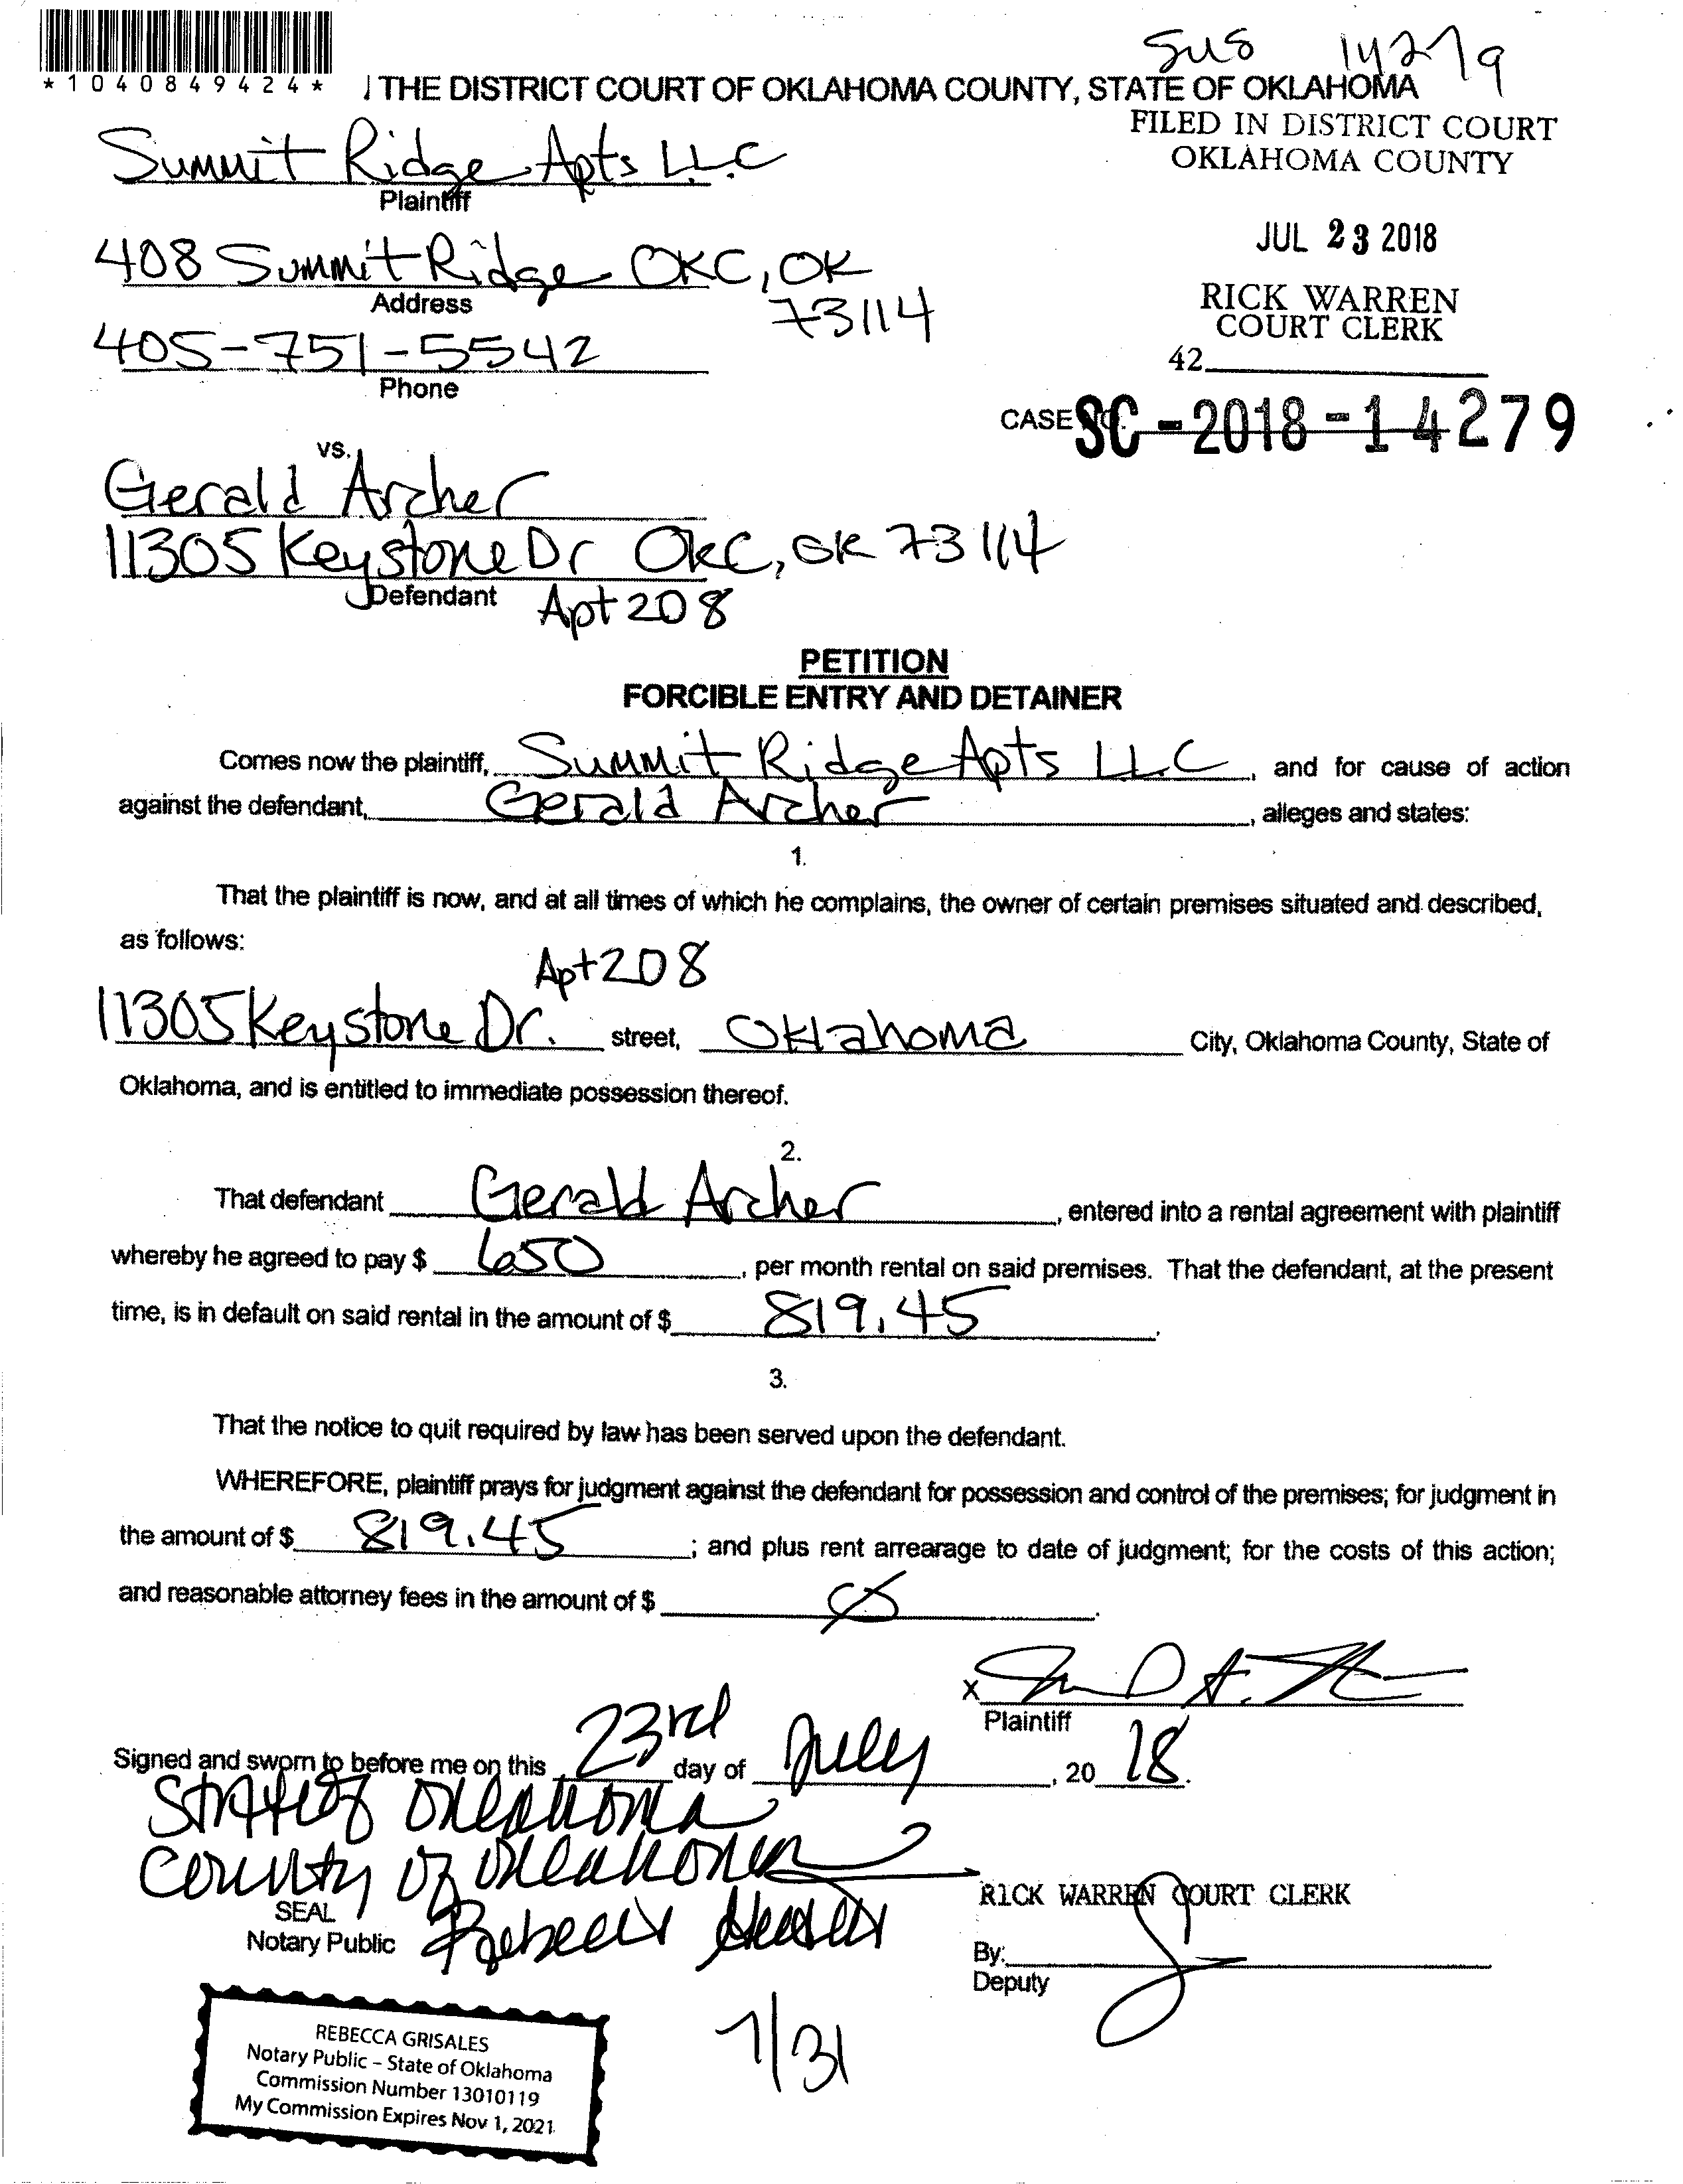 SUS 14279
*1040849424*
THE DISTRICT COURT OF OKLAHOMA COUNTY, STATE OF OKLAHOMA
FILED IN DISTRICT COURT
OKLAHOMA COUNTY
Summit Ridge Apts LLC
Plaintiff
JUL 23 2018
408 Summit Ridge OKC, OK
73114
Address
RICK WARREN
COURT CLERK
405-751-5542
Phone
42
CASE NO. SC-2018-14279
vs.
Gerald Archer
11305 Keystone Dr OKC, OK 73114
Defendant Apt 208
PETITION
FORCIBLE ENTRY AND DETAINER
Comes now the plaintiff, Summit Ridge Apts LLC, and for cause of action
against the defendant, Gerald Archer, alleges and states:
1.
That the plaintiff is now, and at all times of which he complains, the owner of certain premises situated and described,
as follows:
Apt 208
11305 Keystone Dr. street, Oklahoma City, Oklahoma County, State of
Oklahoma, and is entitled to immediate possession thereof.
2.
That defendant Gerald Archer, entered into a rental agreement with plaintiff
whereby he agreed to pay $ 650, per month rental on said premises. That the defendant, at the present
time, is in default on said rental in the amount of $ 819.45.
3.
That the notice to quit required by law has been served upon the defendant.
WHEREFORE, plaintiff prays for judgment against the defendant for possession and control of the premises; for judgment in
the amount of $ 819.45; and plus rent arrearage to date of judgment; for the costs of this action;
and reasonable attorney fees in the amount of $ Ø.
X
Plaintiff
Signed and sworn to before me on this 23rd day of July, 2018.
State of Oklahoma
County of Oklahoma
RICK WARREN COURT CLERK
SEAL
Notary Public Rebecca Grisales
By:
Deputy
REBECCA GRISALES
Notary Public – State of Oklahoma
Commission Number 13010119
My Commission Expires Nov 1, 2021
7/31